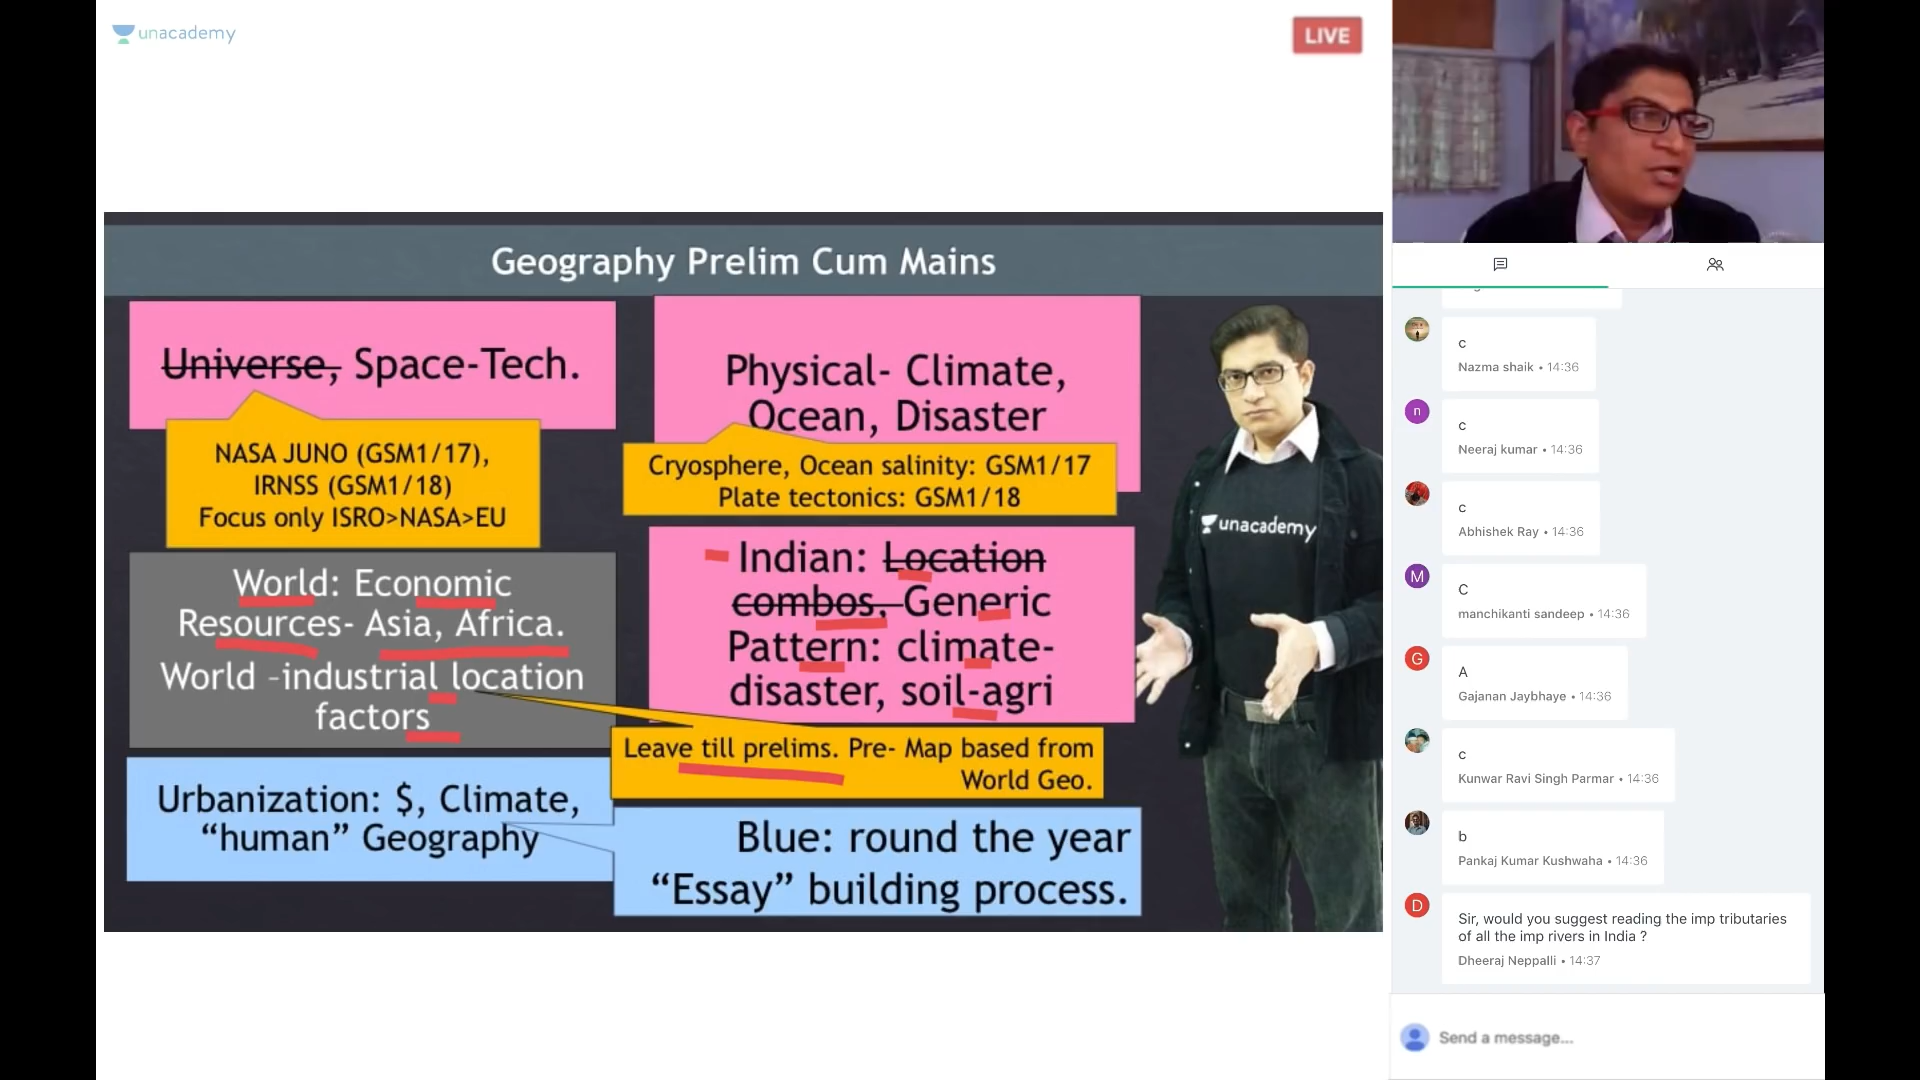 unacademy
LIVE
Geography Prelim Cum Mains
Universe, Space-Tech.
NASA JUNO (GSM1/17),
IRNSS (GSM1/18)
Focus only ISRO>NASA>EU
Physical- Climate,
Ocean, Disaster
Cryosphere, Ocean salinity: GSM1/17
Plate tectonics: GSM1/18
World: Economic
Resources- Asia, Africa.
World -industrial location
factors
Indian: Location
combos. Generic
Pattern: climate-
disaster, soil-agri
Leave till prelims. Pre- Map based from
World Geo.
Urbanization: $, Climate,
“human” Geography
Blue: round the year
“Essay” building process.
unacademy
c
Nazma shaik • 14:36
n
c
Neeraj kumar • 14:36
c
Abhishek Ray • 14:36
M
C
manchikanti sandeep • 14:36
G
A
Gajanan Jaybhaye • 14:36
c
Kunwar Ravi Singh Parmar • 14:36
b
Pankaj Kumar Kushwaha • 14:36
D
Sir, would you suggest reading the imp tributaries
of all the imp rivers in India ?
Dheeraj Neppalli • 14:37
Send a message...